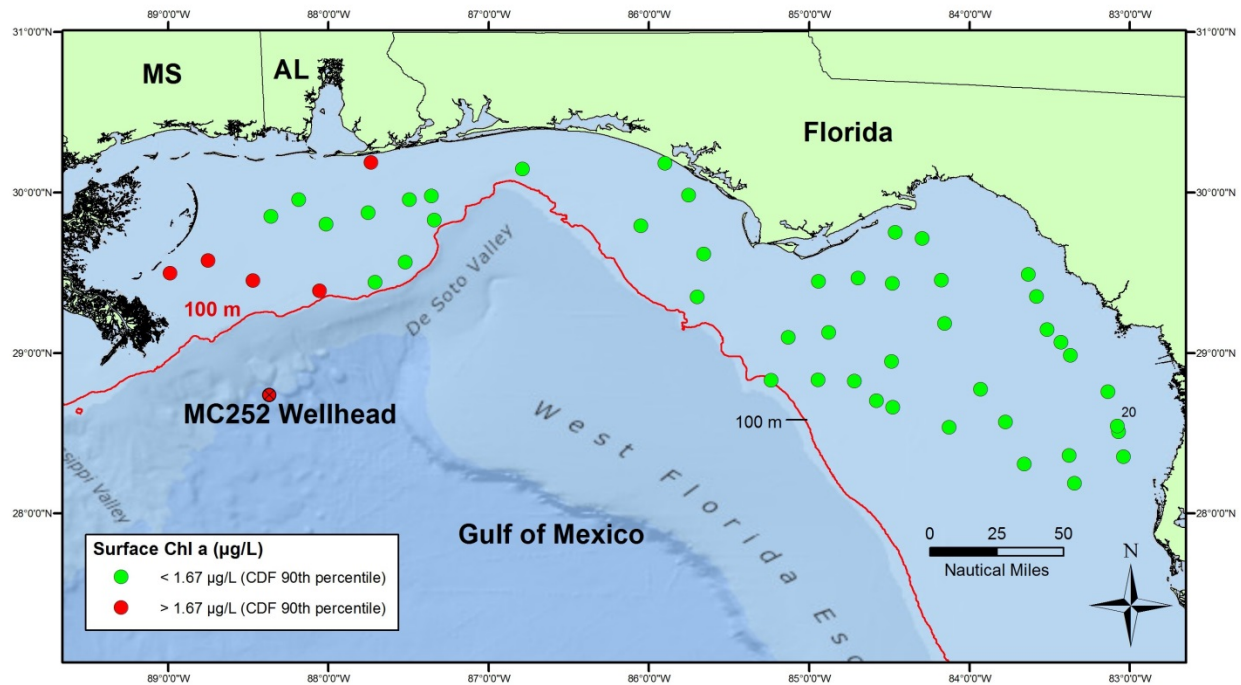 89°0'0"W 88°0'0"W 87°0'0"W 86°0'0"W 85°0'0"W 84°0'0"W 83°0'0"W
31°0'0"N 31°0'0"N
MS AL
Florida
30°0'0"N 30°0'0"N
De Soto Valley
100 m
29°0'0"N 29°0'0"N
MC252 Wellhead
100 m
20
West Florida Esc
sippi Valley
28°0'0"N 28°0'0"N
Gulf of Mexico
Surface Chl a (µg/L)
< 1.67 µg/L (CDF 90th percentile)
> 1.67 µg/L (CDF 90th percentile)
0 25 50
Nautical Miles
N
89°0'0"W 88°0'0"W 87°0'0"W 86°0'0"W 85°0'0"W 84°0'0"W 83°0'0"W